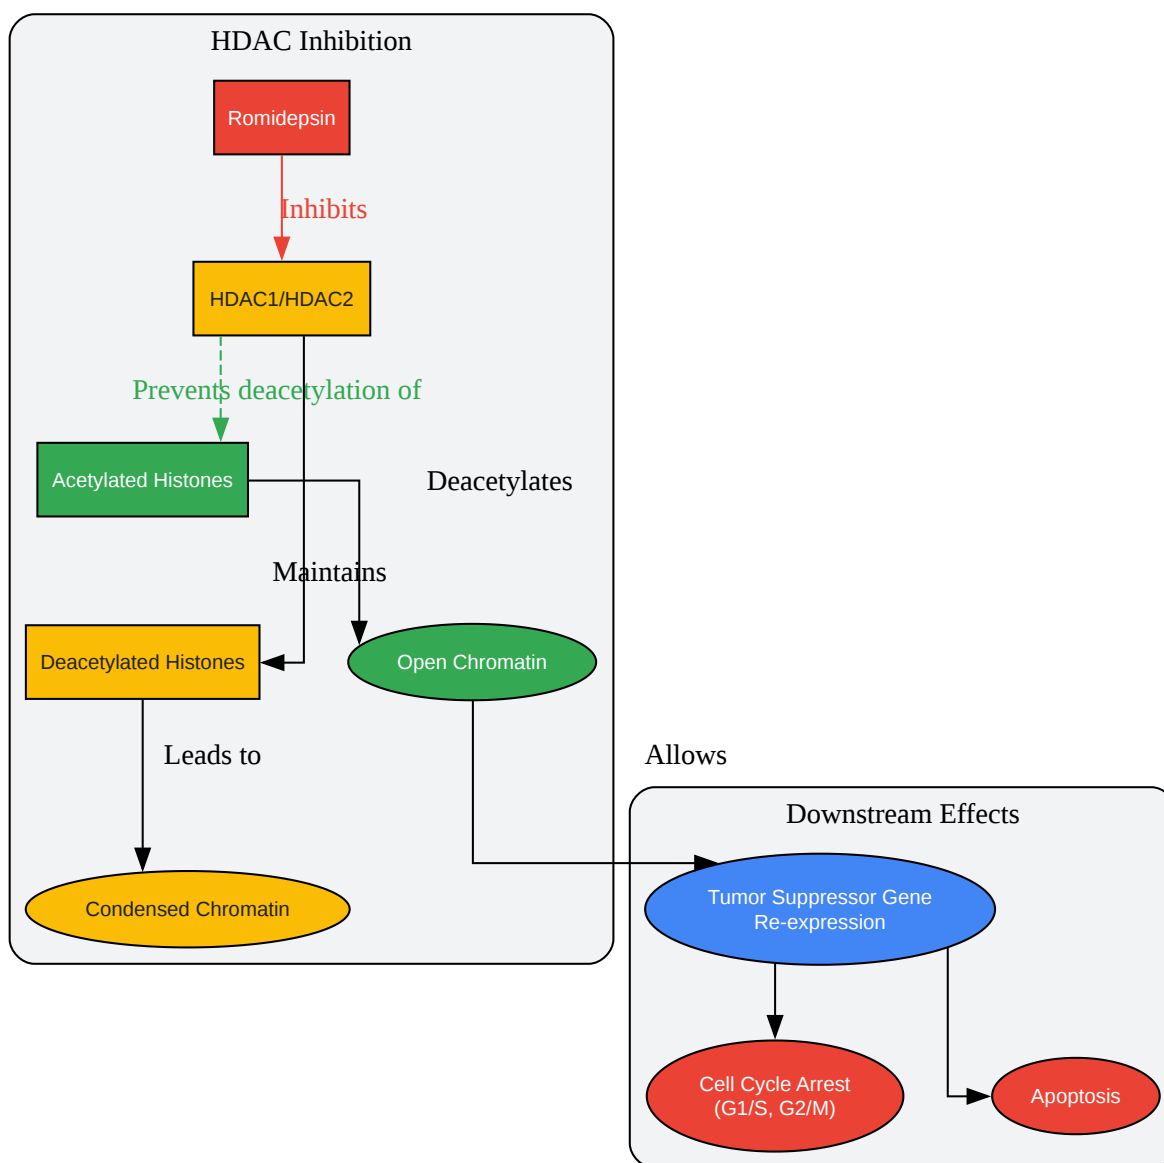 HDAC Inhibition
Romidepsin
Inhibits
HDAC1/HDAC2
Prevents deacetylation of
Acetylated Histones
Deacetylates
Maintains
Deacetylated Histones
Open Chromatin
Leads to
Allows
Downstream Effects
Condensed Chromatin
Tumor Suppressor Gene
Re-expression
Cell Cycle Arrest
(G1/S, G2/M)
Apoptosis